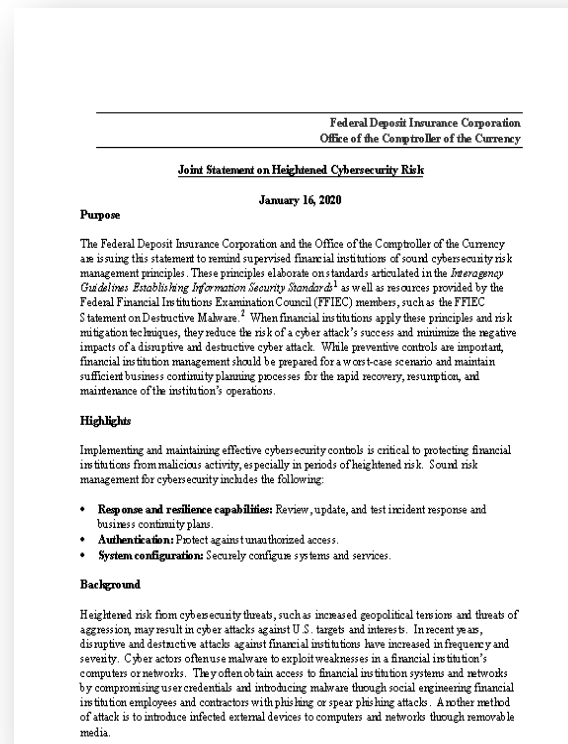 Federal Deposit Insurance Corporation
Office of the Comptroller of the Currency
Joint Statement on Heightened Cybersecurity Risk
January 16, 2020
Purpose
The Federal Deposit Insurance Corporation and the Office of the Comptroller of the Currency
are issuing this statement to remind supervised financial institutions of sound cybersecurity risk
management principles. These principles elaborate on standards articulated in the Interagency
Guidelines Establishing Information Security Standards1 as well as resources provided by the
Federal Financial Institutions Examination Council (FFIEC) members, such as the FFIEC
Statement on Destructive Malware.2 When financial institutions apply these principles and risk
mitigation techniques, they reduce the risk of a cyber attack's success and minimize the negative
impacts of a disruptive and destructive cyber attack. While preventive controls are important,
financial institution management should be prepared for a worst-case scenario and maintain
sufficient business continuity planning processes for the rapid recovery, resumption, and
maintenance of the institution's operations.
Highlights
Implementing and maintaining effective cybersecurity controls is critical to protecting financial
institutions from malicious activity, especially in periods of heightened risk. Sound risk
management for cybersecurity includes the following:
• Response and resilience capabilities: Review, update, and test incident response and
business continuity plans.
• Authentication: Protect against unauthorized access.
• System configuration: Securely configure systems and services.
Background
Heightened risk from cybersecurity threats, such as increased geopolitical tensions and threats of
aggression, may result in cyber attacks against U.S. targets and interests. In recent years,
disruptive and destructive attacks against financial institutions have increased in frequency and
severity. Cyber actors often use malware to exploit weaknesses in a financial institution's
computers or networks. They often obtain access to financial institution systems and networks
by compromising user credentials and introducing malware through social engineering financial
institution employees and contractors with phishing or spear phishing attacks. Another method
of attack is to introduce infected external devices to computers and networks through removable
media.